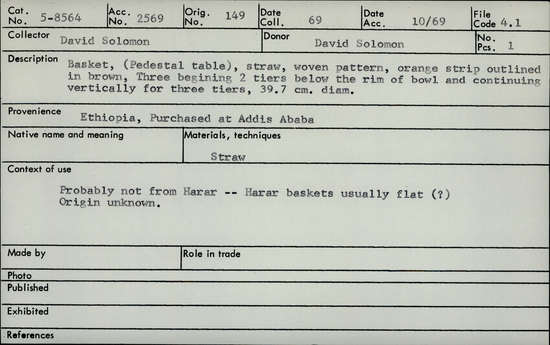 Cat. No. 5-8564 Acc. No. 2569 Orig. No. 149 Date Coll. 69 Date Acc. 10/69 File Code 4.1
Collector David Solomon Donor David Solomon No. Pcs. 1
Description Basket, (Pedestal table), straw, woven pattern, orange strip outlined
in brown, Three begining 2 tiers below the rim of bowl and continuing
vertically for three tiers, 39.7 cm. diam.
Provenience Ethiopia, Purchased at Addis Ababa
Native name and meaning Materials, techniques
Straw
Context of use
Probably not from Harar -- Harar baskets usually flat (?)
Origin unknown.
Made by Role in trade
Photo
Published
Exhibited
References